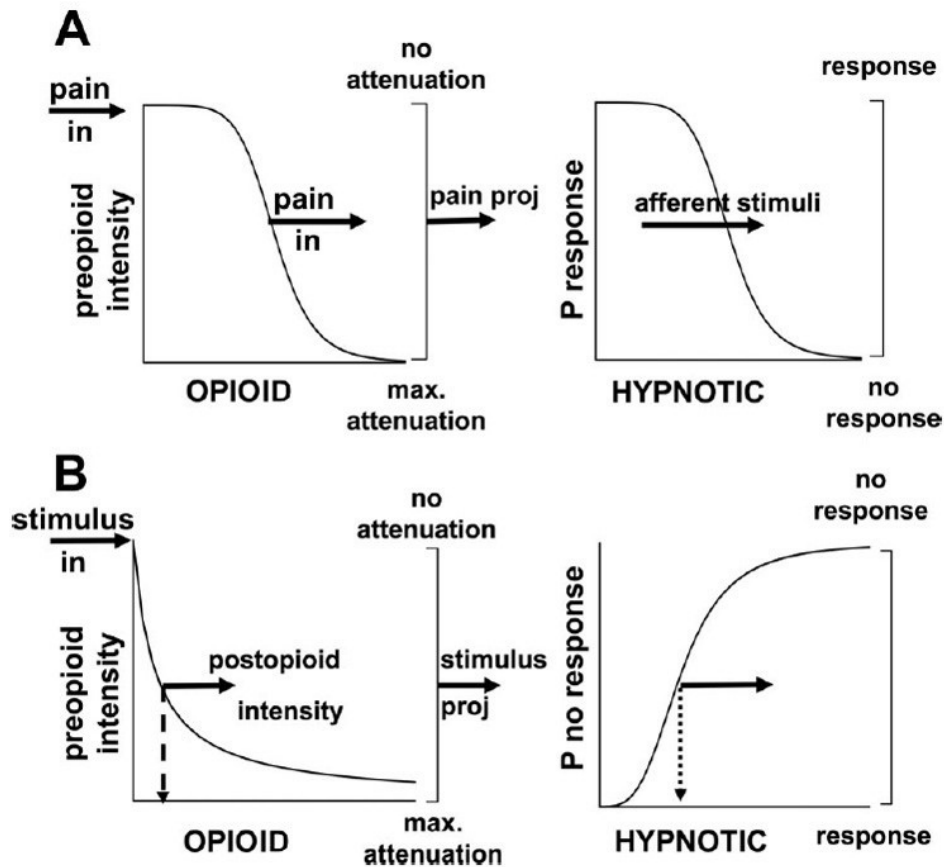 A
pain
in
preopioid
intensity
pain
in
OPIOID
no
attenuation
pain proj
max.
attenuation
P response
afferent stimuli
HYPNOTIC
response
no
response
B
stimulus
in
preopioid
intensity
postopioid
intensity
OPIOID
no
attenuation
stimulus
proj
max.
attenuation
P no response
HYPNOTIC
no
response
response